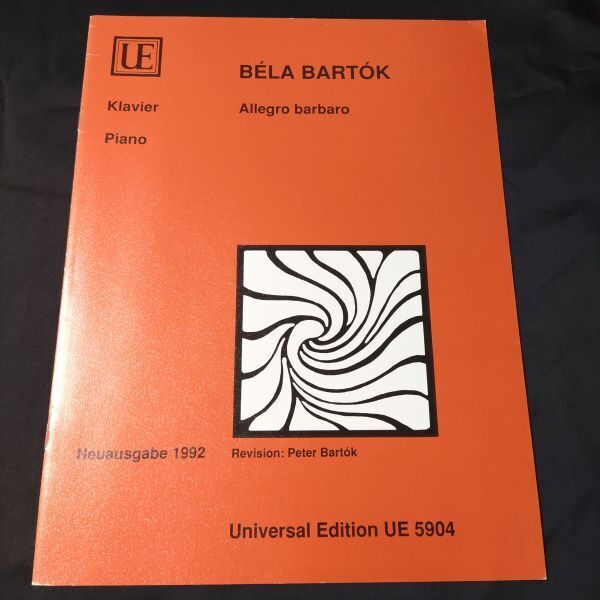 UE
BÉLA BARTÓK
Klavier
Allegro barbaro
Piano
Neuausgabe 1992
Revision: Peter Bartók
Universal Edition UE 5904